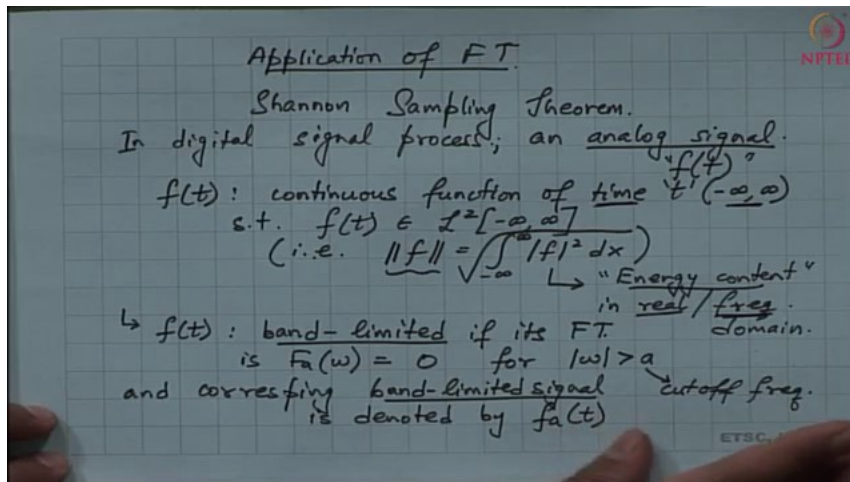 NPTEL
Application of FT.
Shannon Sampling Theorem.
In digital signal process; an analog signal.
"f(t)"
f(t) : continuous function of time 't' (-∞, ∞)
s.t. f(t) ∈ L²[-∞, ∞]
(i.e. ||f|| = √∫_{-∞}^{∞} |f|² dx)
↳ "Energy content"
in real / freq. domain.
↳ f(t) : band-limited if its FT.
is Fa(ω) = 0 for |ω| > a
cutoff freq.
and corresping band-limited signal
is denoted by fa(t)